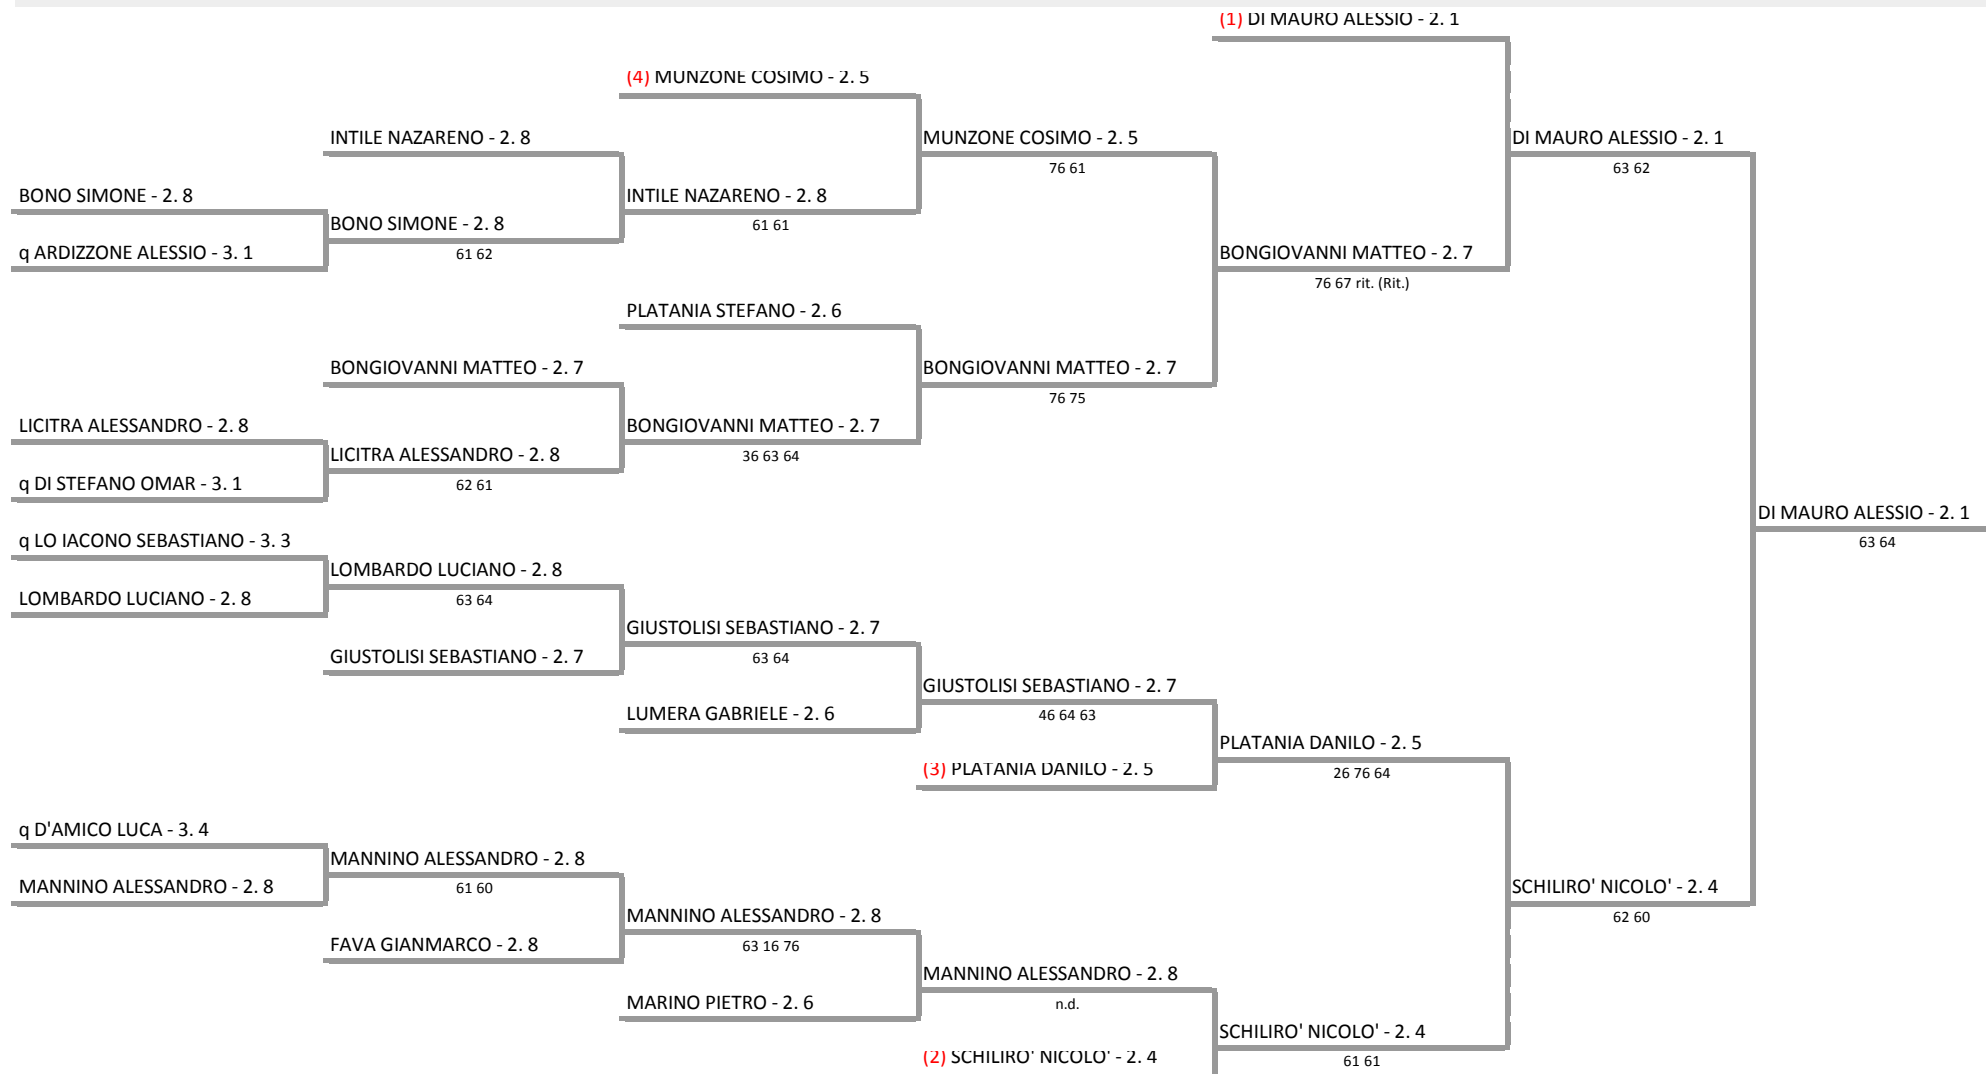 (1) DI MAURO ALESSIO - 2. 1
(4) MUNZONE COSIMO - 2. 5
INTILE NAZARENO - 2. 8
MUNZONE COSIMO - 2. 5
DI MAURO ALESSIO - 2. 1
76 61
63 62
BONO SIMONE - 2. 8
INTILE NAZARENO - 2. 8
BONO SIMONE - 2. 8
61 61
q ARDIZZONE ALESSIO - 3. 1
61 62
BONGIOVANNI MATTEO - 2. 7
76 67 rit. (Rit.)
PLATANIA STEFANO - 2. 6
BONGIOVANNI MATTEO - 2. 7
BONGIOVANNI MATTEO - 2. 7
76 75
LICITRA ALESSANDRO - 2. 8
BONGIOVANNI MATTEO - 2. 7
LICITRA ALESSANDRO - 2. 8
36 63 64
q DI STEFANO OMAR - 3. 1
62 61
DI MAURO ALESSIO - 2. 1
63 64
q LO IACONO SEBASTIANO - 3. 3
LOMBARDO LUCIANO - 2. 8
LOMBARDO LUCIANO - 2. 8
63 64
GIUSTOLISI SEBASTIANO - 2. 7
GIUSTOLISI SEBASTIANO - 2. 7
63 64
GIUSTOLISI SEBASTIANO - 2. 7
LUMERA GABRIELE - 2. 6
46 64 63
PLATANIA DANILO - 2. 5
(3) PLATANIA DANILO - 2. 5
26 76 64
q D'AMICO LUCA - 3. 4
MANNINO ALESSANDRO - 2. 8
MANNINO ALESSANDRO - 2. 8
61 60
SCHILIRO' NICOLO' - 2. 4
62 60
MANNINO ALESSANDRO - 2. 8
FAVA GIANMARCO - 2. 8
63 16 76
MANNINO ALESSANDRO - 2. 8
MARINO PIETRO - 2. 6
n.d.
SCHILIRO' NICOLO' - 2. 4
(2) SCHILIRO' NICOLO' - 2. 4
61 61